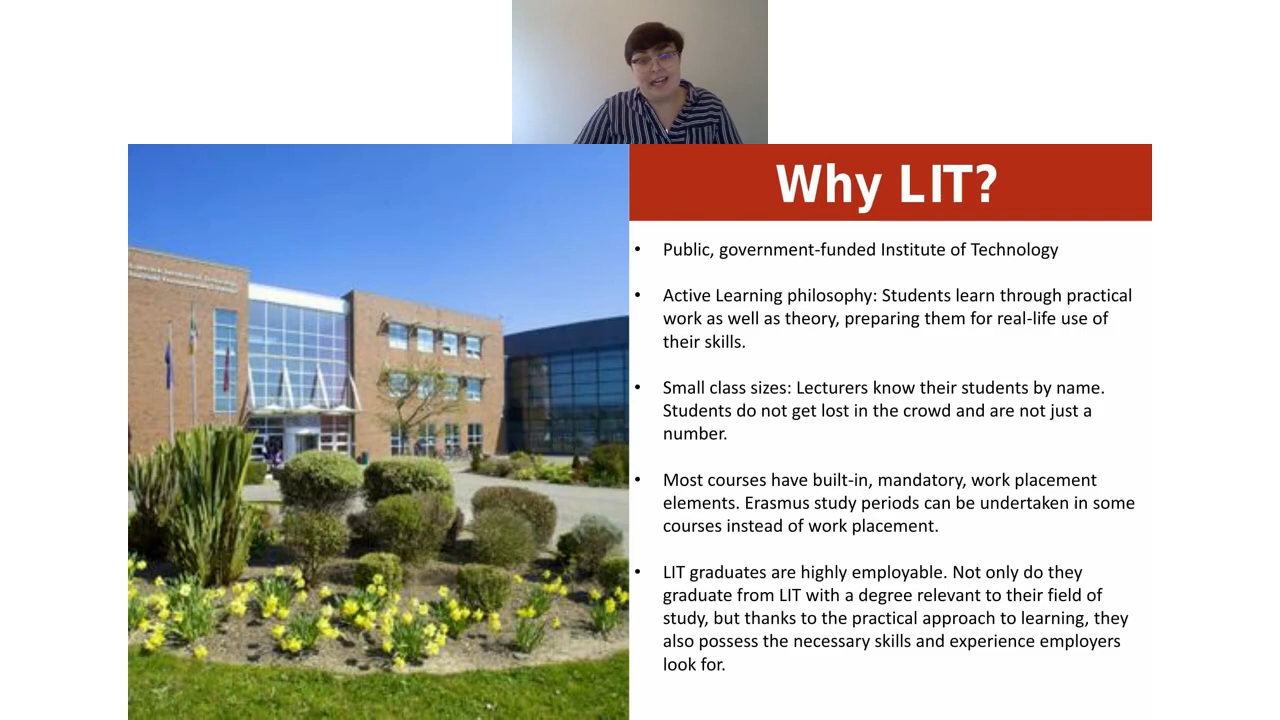 Why LIT?
• Public, government-funded Institute of Technology
• Active Learning philosophy: Students learn through practical
work as well as theory, preparing them for real-life use of
their skills.
• Small class sizes: Lecturers know their students by name.
Students do not get lost in the crowd and are not just a
number.
• Most courses have built-in, mandatory, work placement
elements. Erasmus study periods can be undertaken in some
courses instead of work placement.
• LIT graduates are highly employable. Not only do they
graduate from LIT with a degree relevant to their field of
study, but thanks to the practical approach to learning, they
also possess the necessary skills and experience employers
look for.